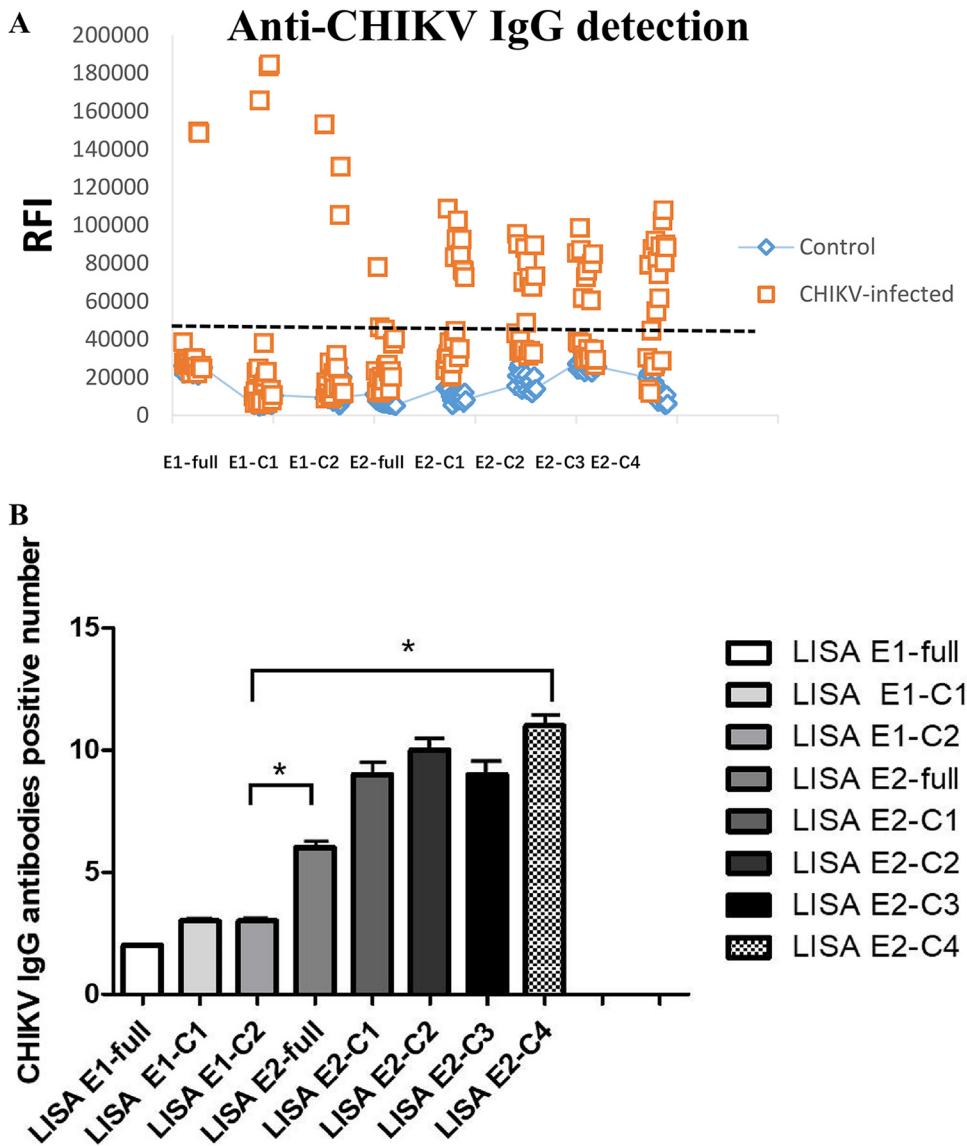 A
Anti-CHIKV IgG detection
200000
180000
160000
140000
120000
100000
80000
60000
40000
20000
0
RFI
Control
CHIKV-infected
E1-full E1-C1 E1-C2 E2-full E2-C1 E2-C2 E2-C3 E2-C4
B
CHIKV IgG antibodies positive number
15
10
5
0
*
*
LISA E1-full
LISA E1-C1
LISA E1-C2
LISA E2-full
LISA E2-C1
LISA E2-C2
LISA E2-C3
LISA E2-C4
LISA E1-full
LISA E1-C1
LISA E1-C2
LISA E2-full
LISA E2-C1
LISA E2-C2
LISA E2-C3
LISA E2-C4